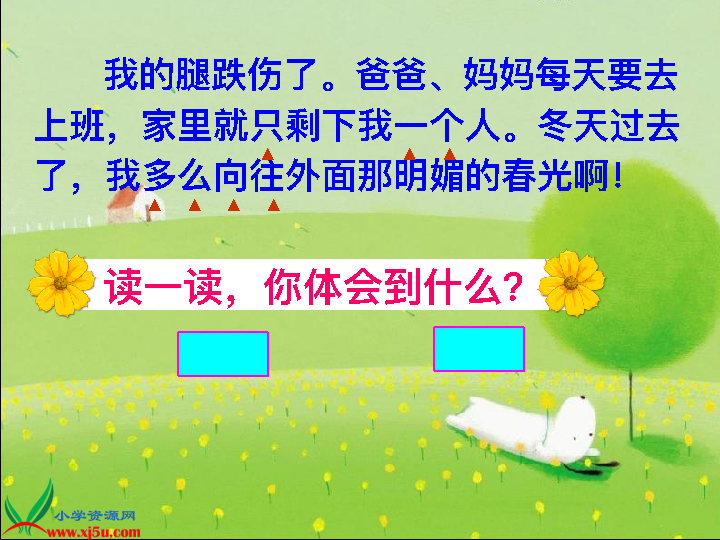 我的腿跌伤了。爸爸、妈妈每天要去
上班，家里就只剩下我一个人。冬天过去
了，我多么向往外面那明媚的春光啊！
读一读，你体会到什么？
小学资源网
www.xj5u.com